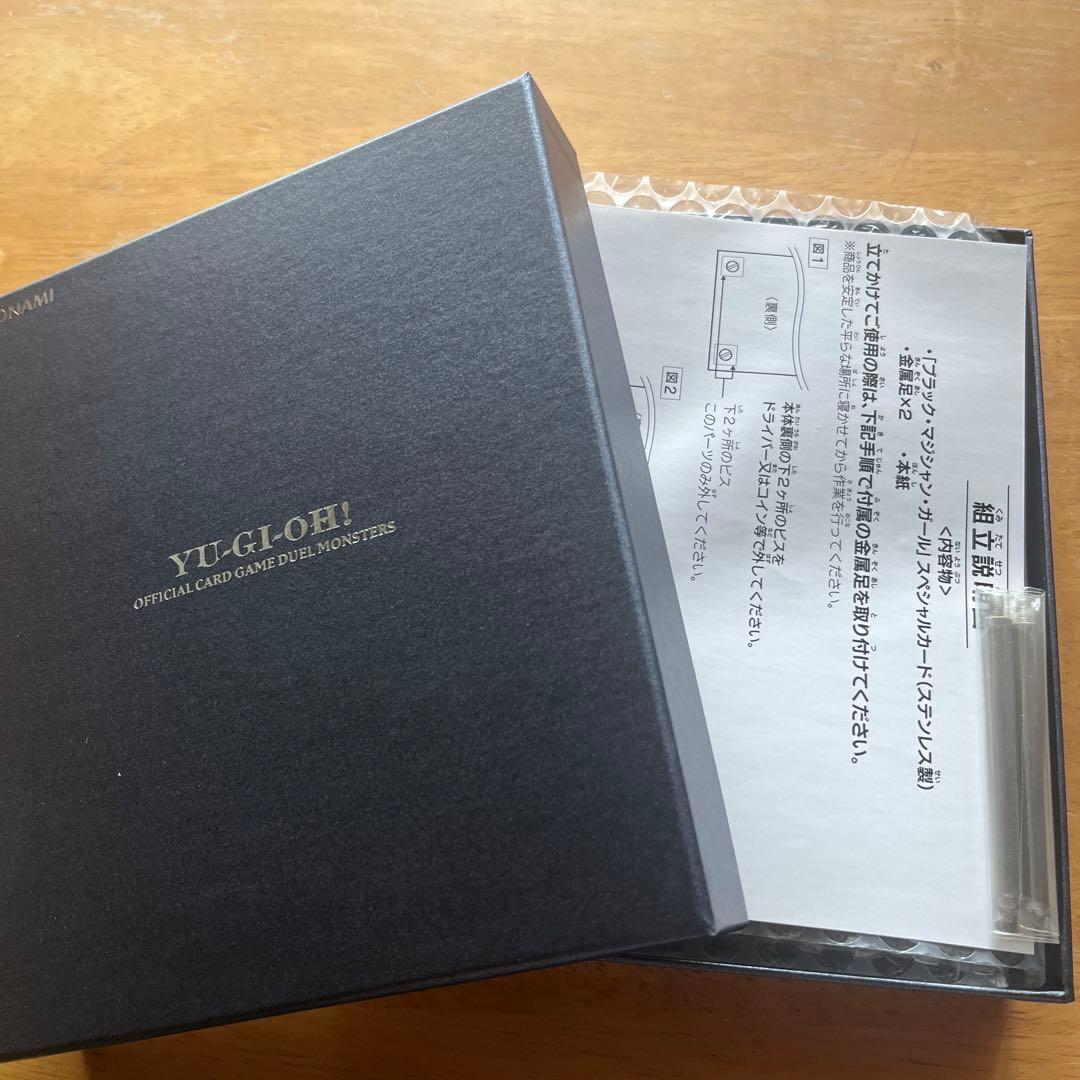 KONAMI
YU-GI-OH!
OFFICIAL CARD GAME DUEL MONSTERS
組立説
<内容物>
・「ブラック・マジシャン・ガール」スペシャルカード(ステンレス製)
・金属足×2 ・本紙
立てかけてご使用の際は、下記手順で付属の金属足を取り付けてください。
※商品を安定した平らな場所に寝かせてから作業を行ってください。
図1
〈裏側〉
本体裏側の下2ヶ所のビスを
ドライバー又はコイン等で外してください。
下2ヶ所のビス
このパーツのみ外してください。
図2